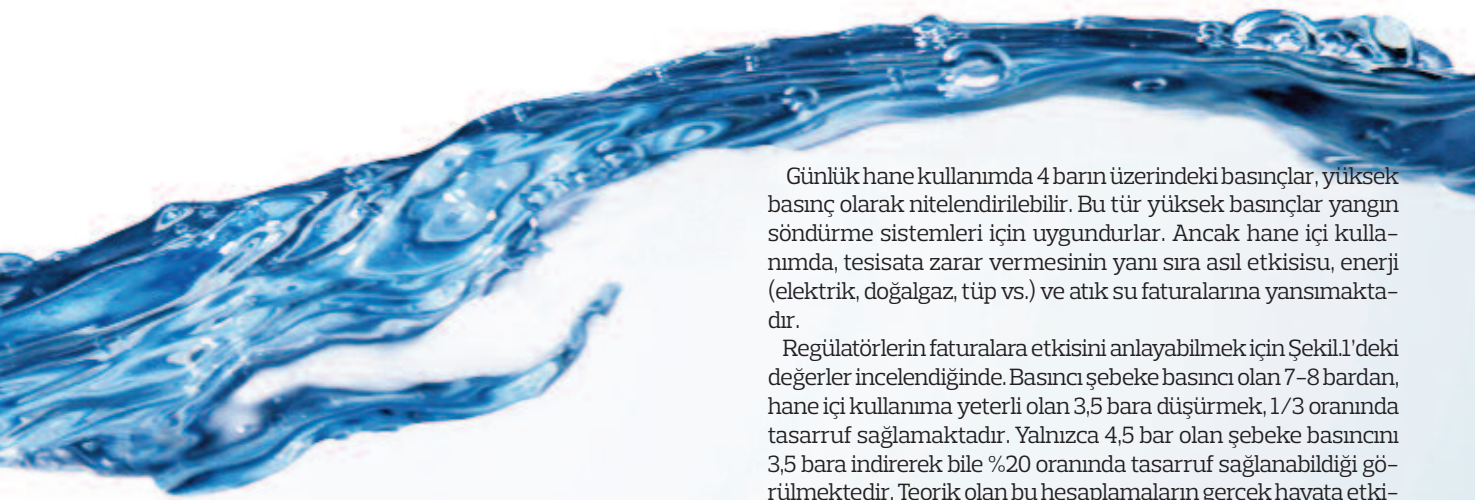 Günlük hane kullanımda 4 barın üzerindeki basınçlar, yüksek
basınç olarak nitelendirilebilir. Bu tür yüksek basınçlar yangın
söndürme sistemleri için uygundurlar. Ancak hane içi kulla-
nımda, tesisata zarar vermesinin yanı sıra asıl etkisisu, enerji
(elektrik, doğalgaz, tüp vs.) ve atık su faturalarına yansımakta-
dır.
Regülatörlerin faturalara etkisini anlayabilmek için Şekil.1’deki
değerler incelendiğinde. Basıncı şebeke basıncı olan 7-8 bardan,
hane içi kullanıma yeterli olan 3,5 bara düşürmek, 1/3 oranında
tasarruf sağlamaktadır. Yalnızca 4,5 bar olan şebeke basıncını
3,5 bara indirerek bile %20 oranında tasarruf sağlanabildiği gö-
rülmektedir. Teorik olan bu hesaplamaların gerçek hayata etki-